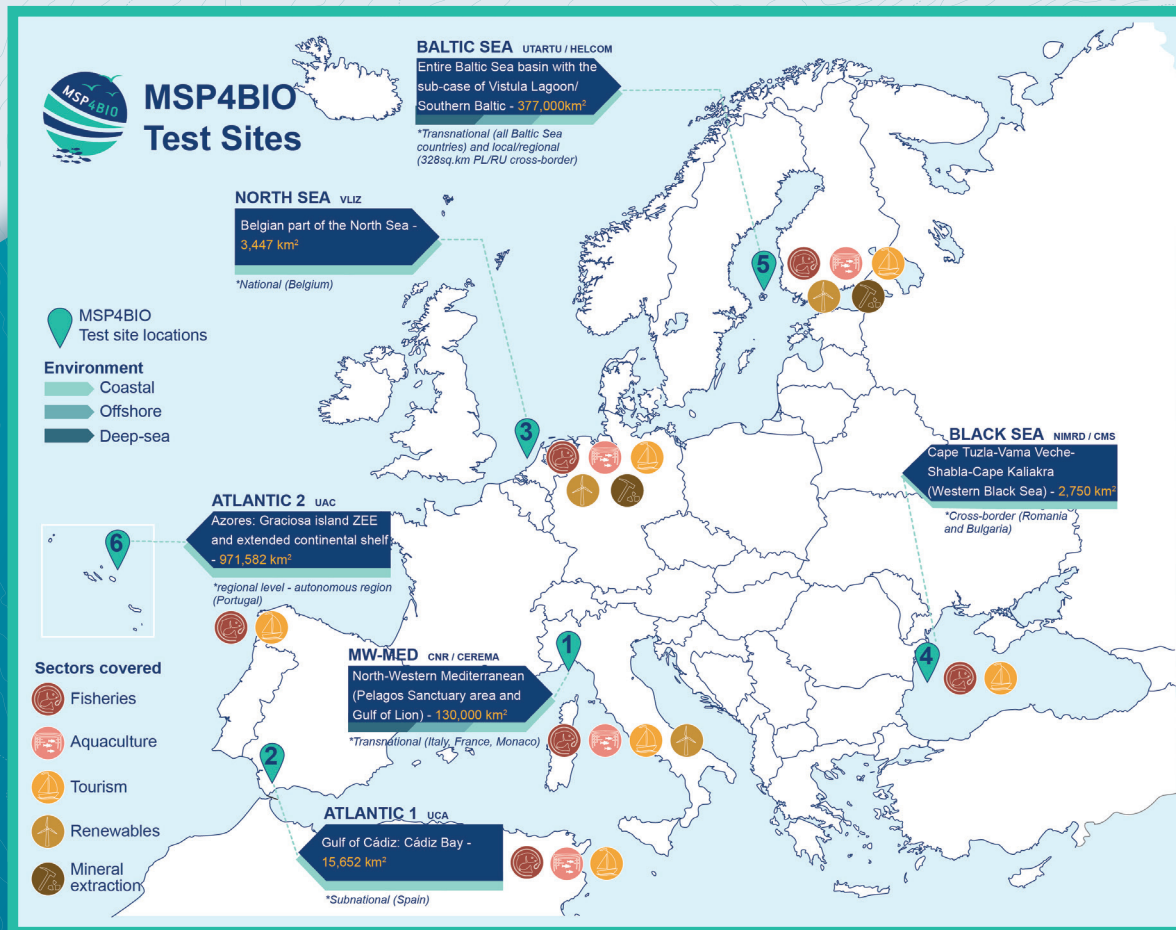 MSP4BIO
MSP4BIO
Test Sites
BALTIC SEA UTARTU / HELCOM
Entire Baltic Sea basin with the
sub-case of Vistula Lagoon/
Southern Baltic - 377,000km²
*Transnational (all Baltic Sea
countries) and local/regional
(328sq.km PL/RU cross-border)
NORTH SEA VLIZ
Belgian part of the North Sea -
3,447 km²
*National (Belgium)
MSP4BIO
Test site locations
Environment
Coastal
Offshore
Deep-sea
5
3
BLACK SEA NIMRD / CMS
Cape Tuzla-Vama Veche-
Shabla-Cape Kaliakra
(Western Black Sea) - 2,750 km²
*Cross-border (Romania
and Bulgaria)
ATLANTIC 2 UAC
Azores: Graciosa island ZEE
and extended continental shelf
- 971,582 km²
*regional level - autonomous region
(Portugal)
6
1
4
MW-MED CNR / CEREMA
North-Western Mediterranean
(Pelagos Sanctuary area and
Gulf of Lion) - 130,000 km²
*Transnational (Italy, France, Monaco)
Sectors covered
Fisheries
Aquaculture
Tourism
Renewables
Mineral
extraction
2
ATLANTIC 1 UCA
Gulf of Cádiz: Cádiz Bay -
15,652 km²
*Subnational (Spain)